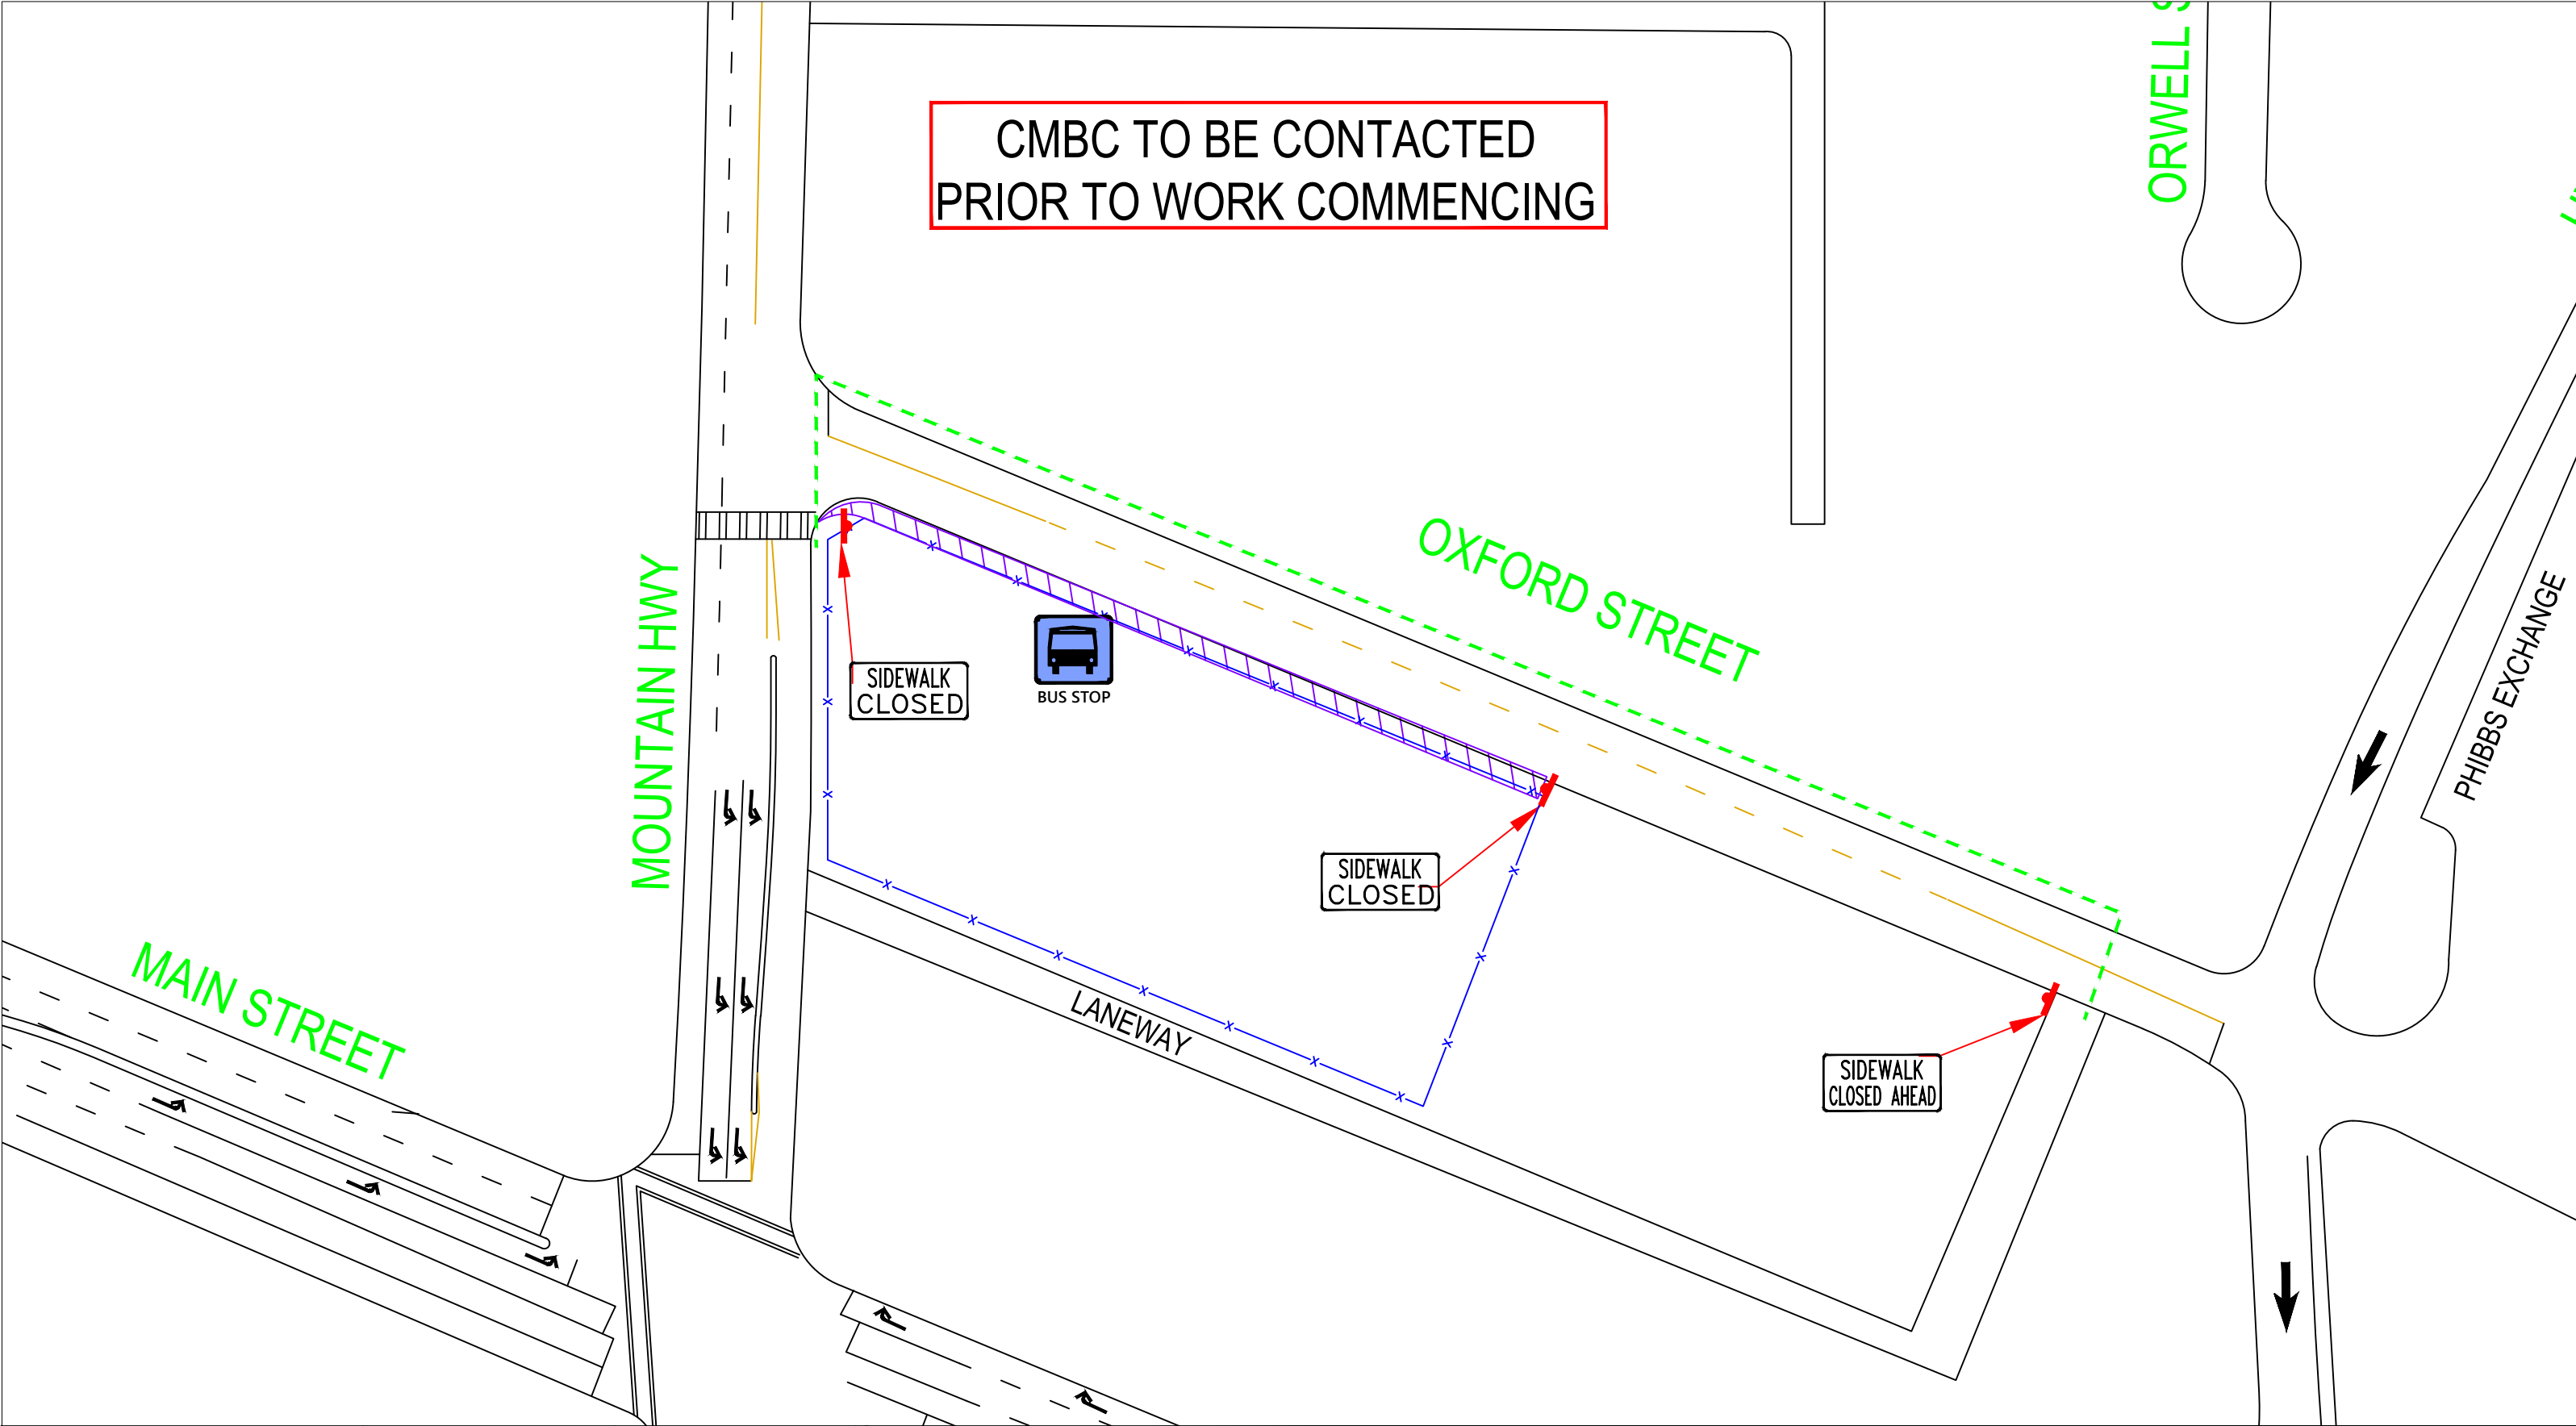 CMBC TO BE CONTACTED
PRIOR TO WORK COMMENCING
ORWELL S
OXFORD STREET
MOUNTAIN HWY
PHIBBS EXCHANGE
SIDEWALK
CLOSED
BUS STOP
SIDEWALK
CLOSED
MAIN STREET
LANEWAY
SIDEWALK
CLOSED AHEAD